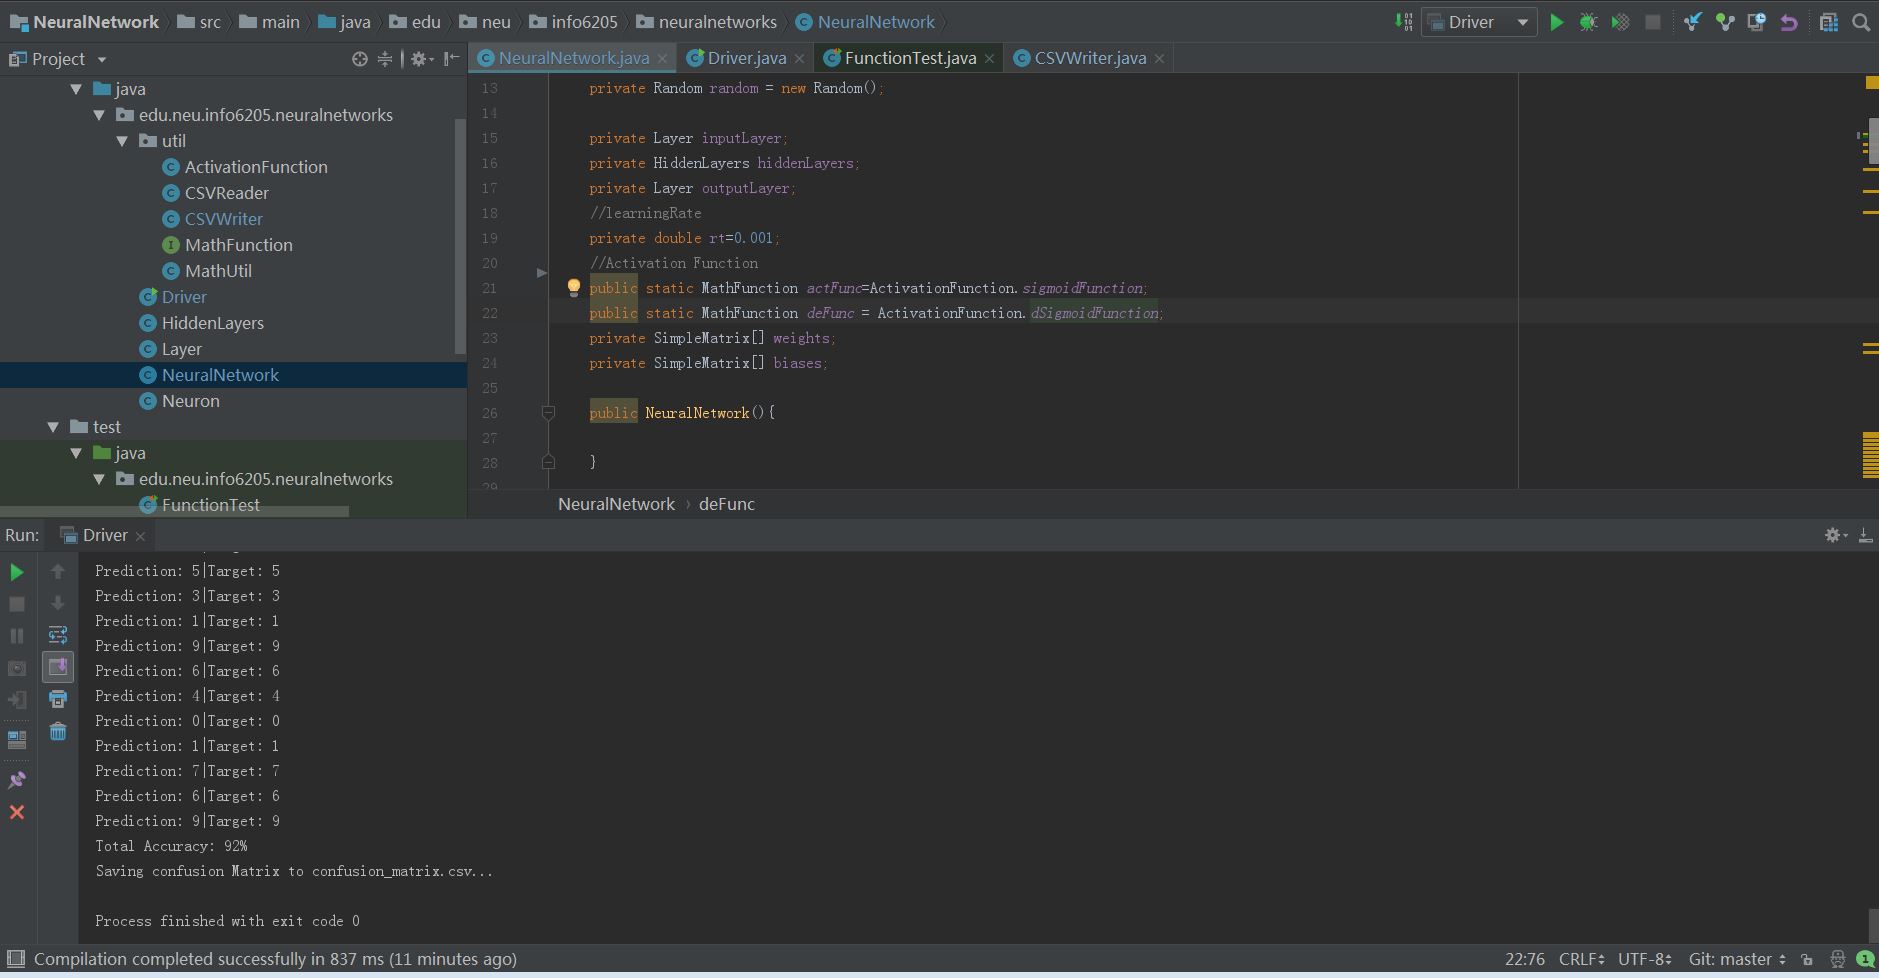 NeuralNetwork src main java edu neu info6205 neuralnetworks NeuralNetwork Driver
Project
NeuralNetwork.java Driver.java FunctionTest.java CSVWriter.java
java
edu.neu.info6205.neuralnetworks
util
ActivationFunction
CSVReader
CSVWriter
MathFunction
MathUtil
Driver
HiddenLayers
Layer
NeuralNetwork
Neuron
test
java
edu.neu.info6205.neuralnetworks
FunctionTest
13 private Random random = new Random();
14
15 private Layer inputLayer;
16 private HiddenLayers hiddenLayers;
17 private Layer outputLayer;
18 //learningRate
19 private double rt=0.001;
20 //Activation Function
21 public static MathFunction actFunc=ActivationFunction.sigmoidFunction;
22 public static MathFunction deFunc = ActivationFunction.dSigmoidFunction;
23 private SimpleMatrix[] weights;
24 private SimpleMatrix[] biases;
25
26 public NeuralNetwork(){
27
28 }
29
NeuralNetwork › deFunc
Run: Driver
Prediction: 5|Target: 5
Prediction: 3|Target: 3
Prediction: 1|Target: 1
Prediction: 9|Target: 9
Prediction: 6|Target: 6
Prediction: 4|Target: 4
Prediction: 0|Target: 0
Prediction: 1|Target: 1
Prediction: 7|Target: 7
Prediction: 6|Target: 6
Prediction: 9|Target: 9
Total Accuracy: 92%
Saving confusion Matrix to confusion_matrix.csv...
Process finished with exit code 0
Compilation completed successfully in 837 ms (11 minutes ago) 22:76 CRLF UTF-8 Git: master 1